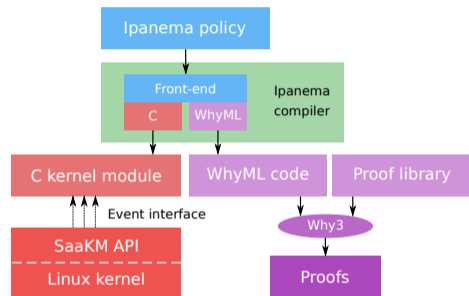 Ipanema policy
Front-end
C
WhyML
Ipanema
compiler
C kernel module
WhyML code
Proof library
Event interface
Why3
SaaKM API
Linux kernel
Proofs